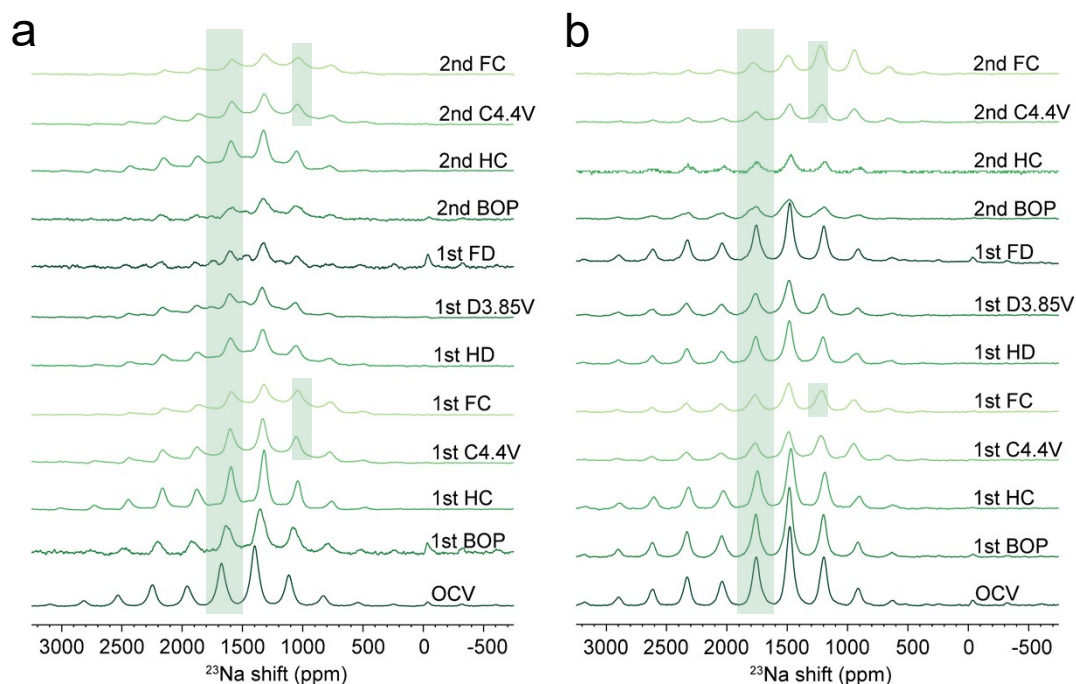 a
2nd FC
2nd C4.4V
2nd HC
2nd BOP
1st FD
1st D3.85V
1st HD
1st FC
1st C4.4V
1st HC
1st BOP
OCV
3000 2500 2000 1500 1000 500 0 -500
23Na shift (ppm)
b
2nd FC
2nd C4.4V
2nd HC
2nd BOP
1st FD
1st D3.85V
1st HD
1st FC
1st C4.4V
1st HC
1st BOP
OCV
3000 2500 2000 1500 1000 500 0 -500
23Na shift (ppm)